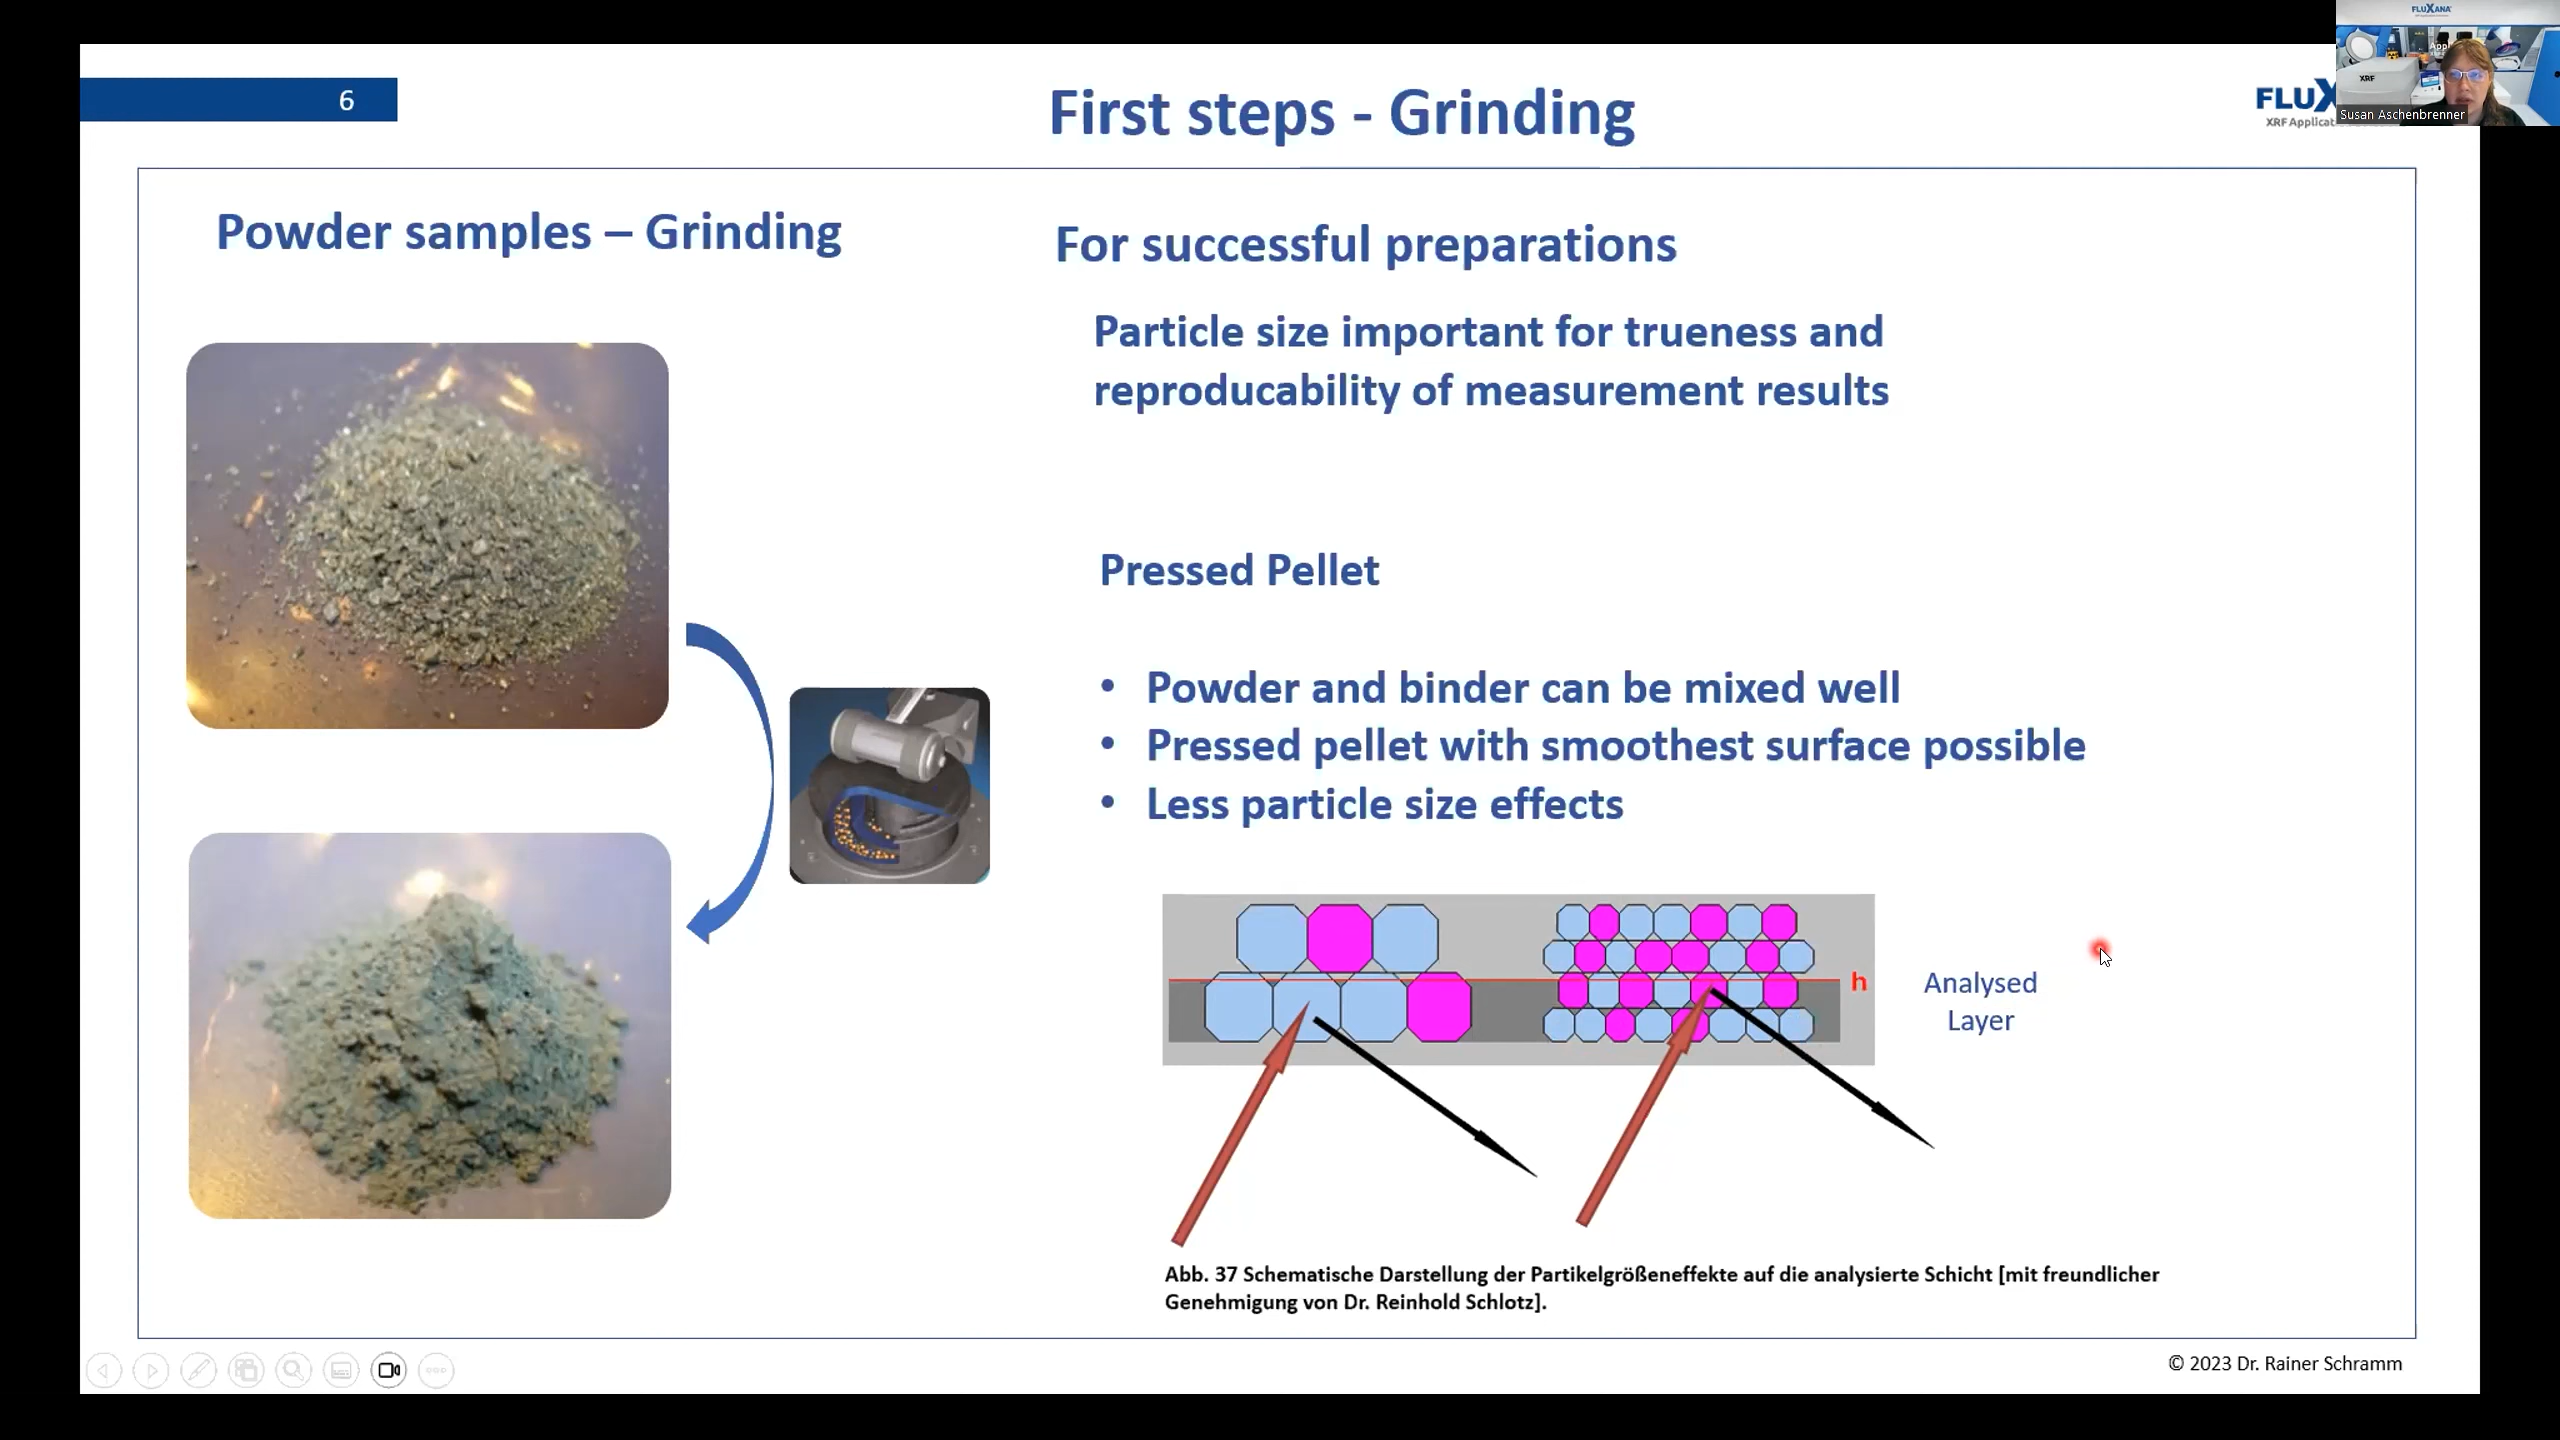 6
First steps - Grinding
FLUX
XRF Applicat
FLUXANA
XRF
Susan Aschenbrenner
Powder samples – Grinding
For successful preparations
Particle size important for trueness and
reproducability of measurement results
Pressed Pellet
• Powder and binder can be mixed well
• Pressed pellet with smoothest surface possible
• Less particle size effects
h
Analysed
Layer
Abb. 37 Schematische Darstellung der Partikelgrößeneffekte auf die analysierte Schicht [mit freundlicher
Genehmigung von Dr. Reinhold Schlotz].
© 2023 Dr. Rainer Schramm